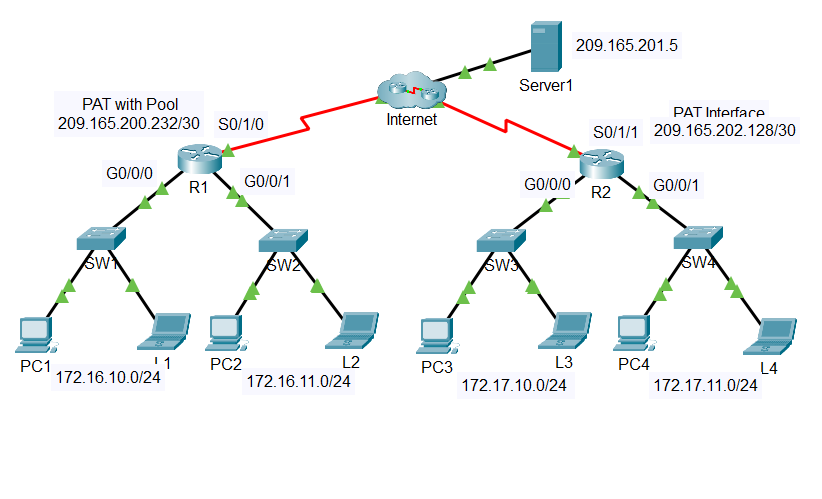 209.165.201.5
Server1
PAT with Pool
209.165.200.232/30
S0/1/0
Internet
PAT Interface
209.165.202.128/30
S0/1/1
G0/0/0
R1
G0/0/1
G0/0/0
R2
G0/0/1
SW1
SW2
SW3
SW4
PC1
L1
PC2
L2
PC3
L3
PC4
L4
172.16.10.0/24
172.16.11.0/24
172.17.10.0/24
172.17.11.0/24